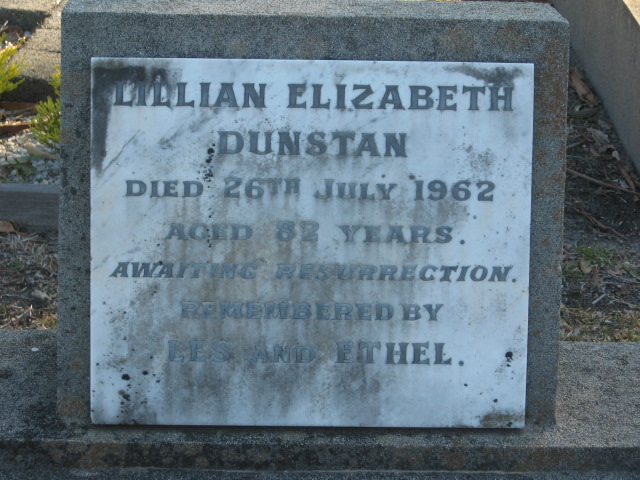 LILLIAN ELIZABETH
DUNSTAN
DIED 26TH JULY 1962
AGED 82 YEARS.
AWAITING RESURRECTION.
REMEMBERED BY
LES AND ETHEL.